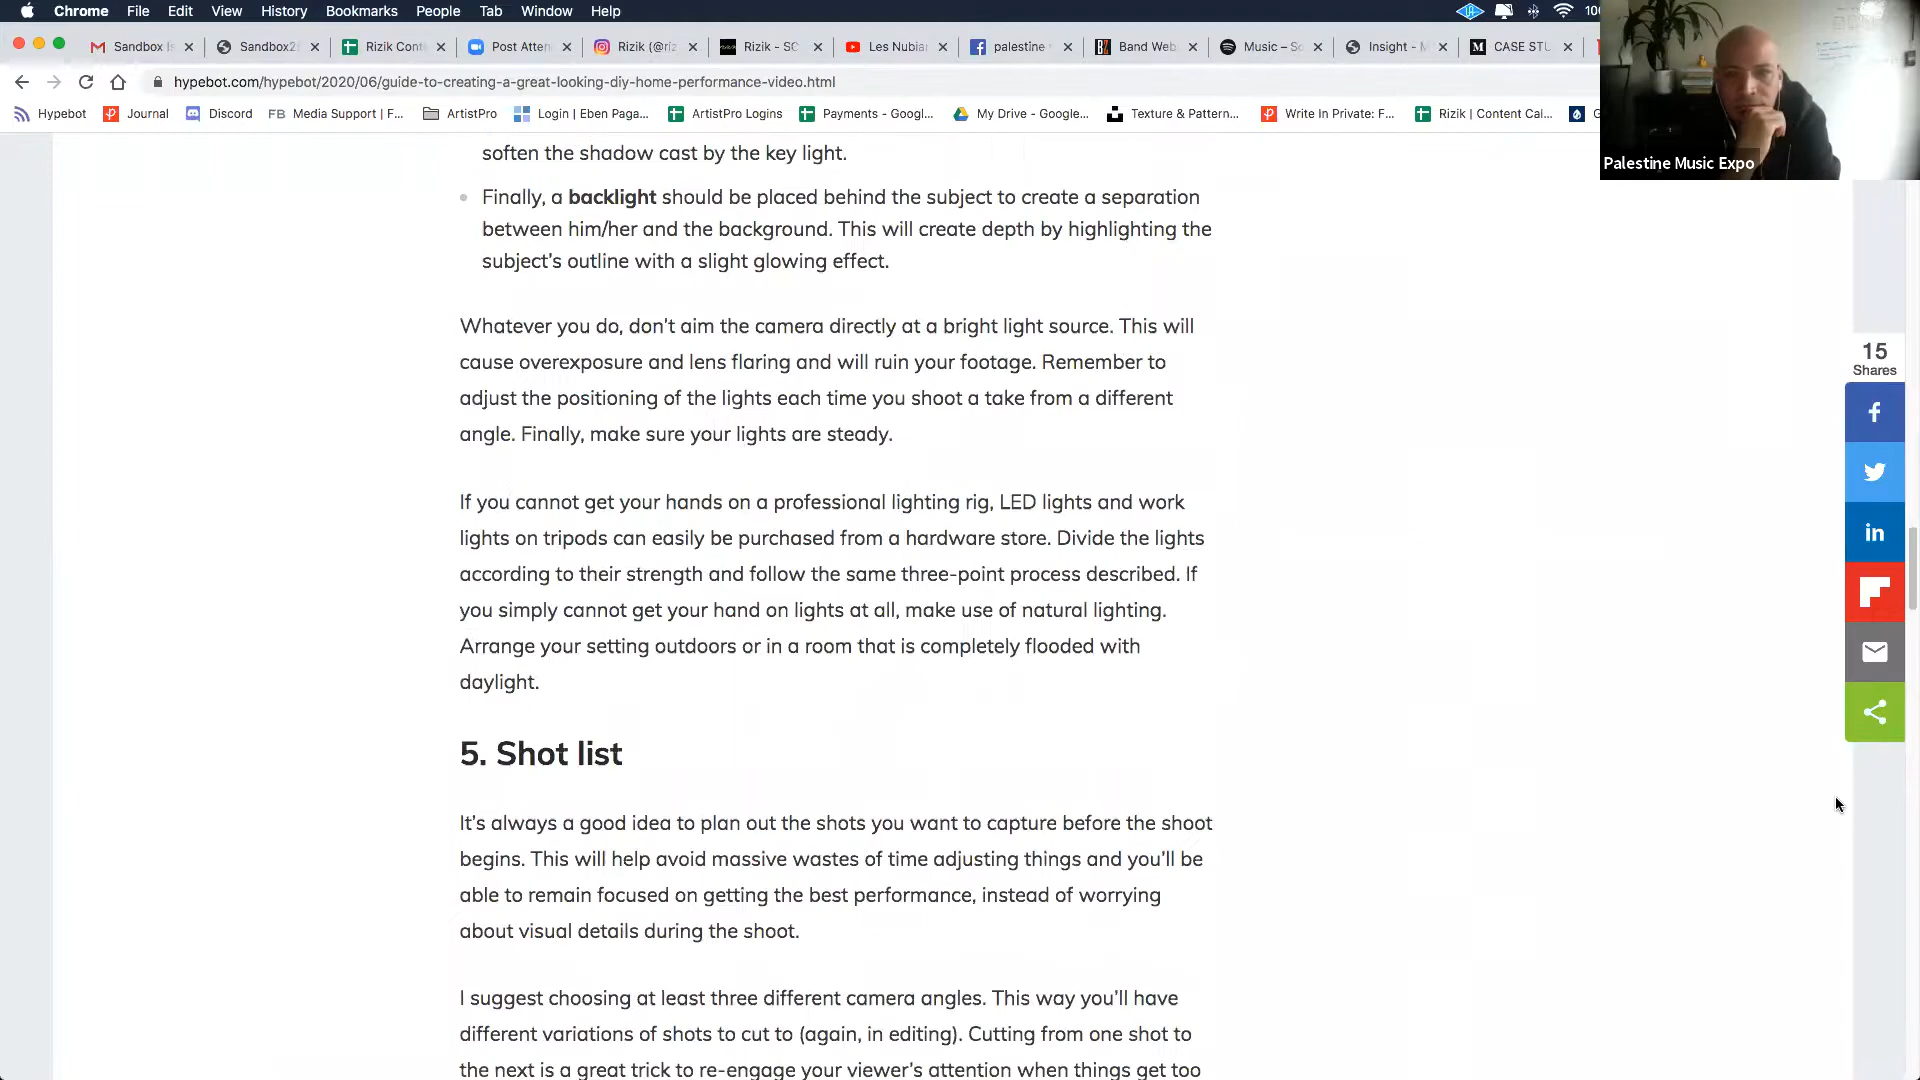 Chrome File Edit View History Bookmarks People Tab Window Help
Sandbox Is
Sandbox2
Rizik Cont
Post Atten
Rizik (@riz
Rizik - SC
Les Nubian
palestine
Band Web
Music – So
Insight - M
CASE STU
hypebot.com/hypebot/2020/06/guide-to-creating-a-great-looking-diy-home-performance-video.html
Hypebot
Journal
Discord
FB Media Support | F...
ArtistPro
Login | Eben Paga...
ArtistPro Logins
Payments - Googl...
My Drive - Google...
Texture & Pattern...
Write In Private: F...
Rizik | Content Cal...
Palestine Music Expo
soften the shadow cast by the key light.
Finally, a backlight should be placed behind the subject to create a separation
between him/her and the background. This will create depth by highlighting the
subject’s outline with a slight glowing effect.
Whatever you do, don’t aim the camera directly at a bright light source. This will
cause overexposure and lens flaring and will ruin your footage. Remember to
adjust the positioning of the lights each time you shoot a take from a different
angle. Finally, make sure your lights are steady.
15
Shares
If you cannot get your hands on a professional lighting rig, LED lights and work
lights on tripods can easily be purchased from a hardware store. Divide the lights
according to their strength and follow the same three-point process described. If
you simply cannot get your hand on lights at all, make use of natural lighting.
Arrange your setting outdoors or in a room that is completely flooded with
daylight.
5. Shot list
It’s always a good idea to plan out the shots you want to capture before the shoot
begins. This will help avoid massive wastes of time adjusting things and you’ll be
able to remain focused on getting the best performance, instead of worrying
about visual details during the shoot.
I suggest choosing at least three different camera angles. This way you’ll have
different variations of shots to cut to (again, in editing). Cutting from one shot to
the next is a great trick to re-engage your viewer’s attention when things get too